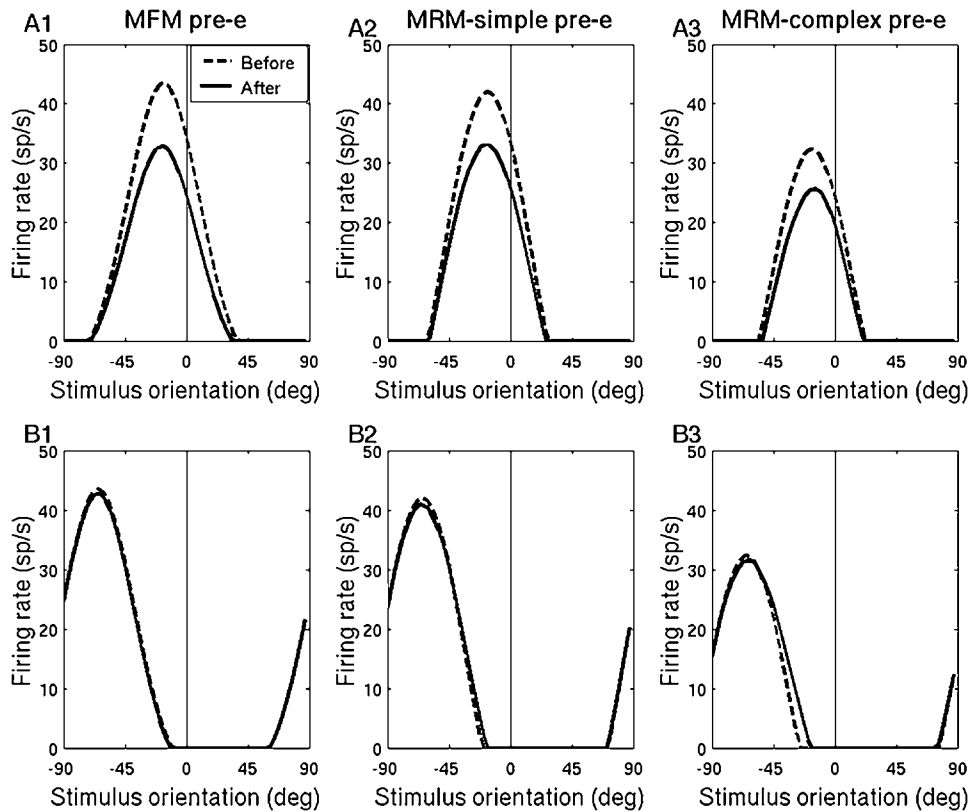 A1
MFM pre-e
A2
MRM-simple pre-e
A3
MRM-complex pre-e
Before
After
Firing rate (sp/s)
50
40
30
20
10
0
-90
-45
0
45
90
Stimulus orientation (deg)
Firing rate (sp/s)
50
40
30
20
10
0
-90
-45
0
45
90
Stimulus orientation (deg)
Firing rate (sp/s)
50
40
30
20
10
0
-90
-45
0
45
90
Stimulus orientation (deg)
B1
B2
B3
Firing rate (sp/s)
50
40
30
20
10
0
-90
-45
0
45
90
Stimulus orientation (deg)
Firing rate (sp/s)
50
40
30
20
10
0
-90
-45
0
45
90
Stimulus orientation (deg)
Firing rate (sp/s)
50
40
30
20
10
0
-90
-45
0
45
90
Stimulus orientation (deg)